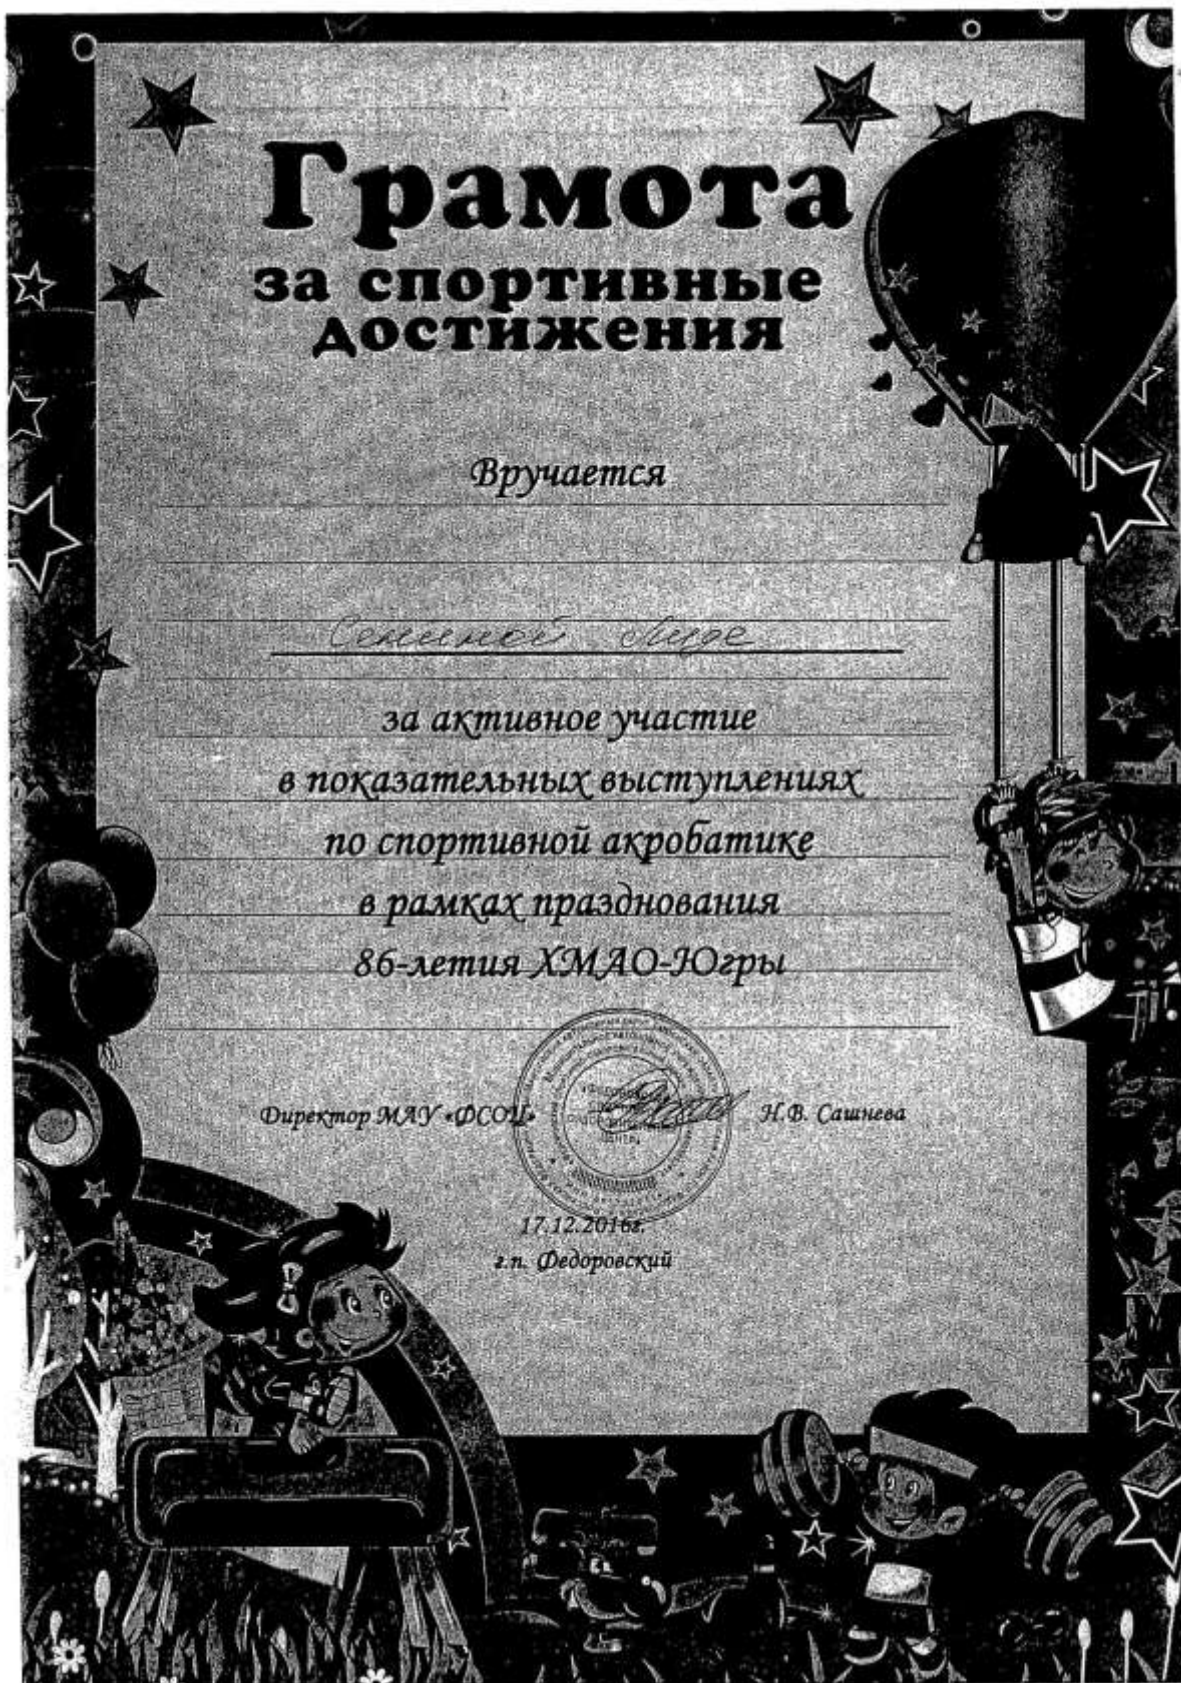 Грамота
за спортивные
достижения
Вручается
Лиде
за активное участие
в показательных выступлениях
по спортивной акробатике
в рамках празднования
86-летия ХМАО-Югры
Директор МАУ «ФСОЦ» Н.В. Сашнева
17.12.2016г.
г.п. Федоровский